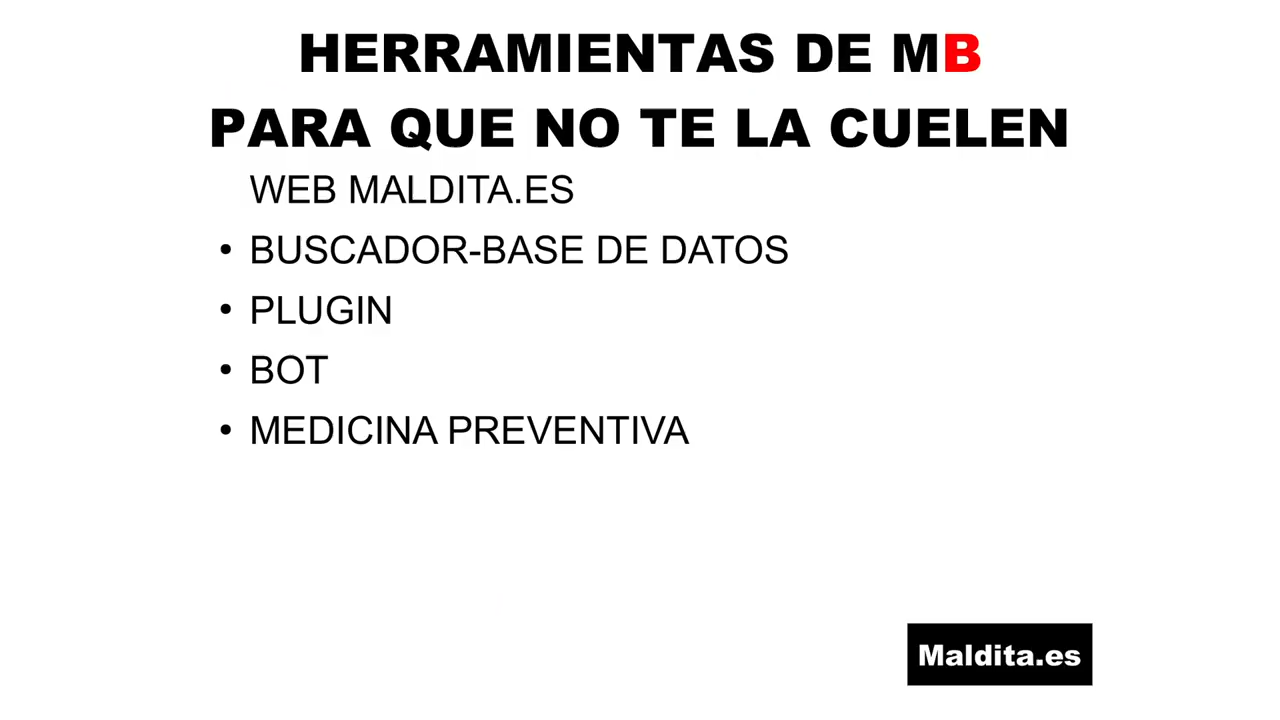 HERRAMIENTAS DE MB
PARA QUE NO TE LA CUELEN
WEB MALDITA.ES
• BUSCADOR-BASE DE DATOS
• PLUGIN
• BOT
• MEDICINA PREVENTIVA
Maldita.es